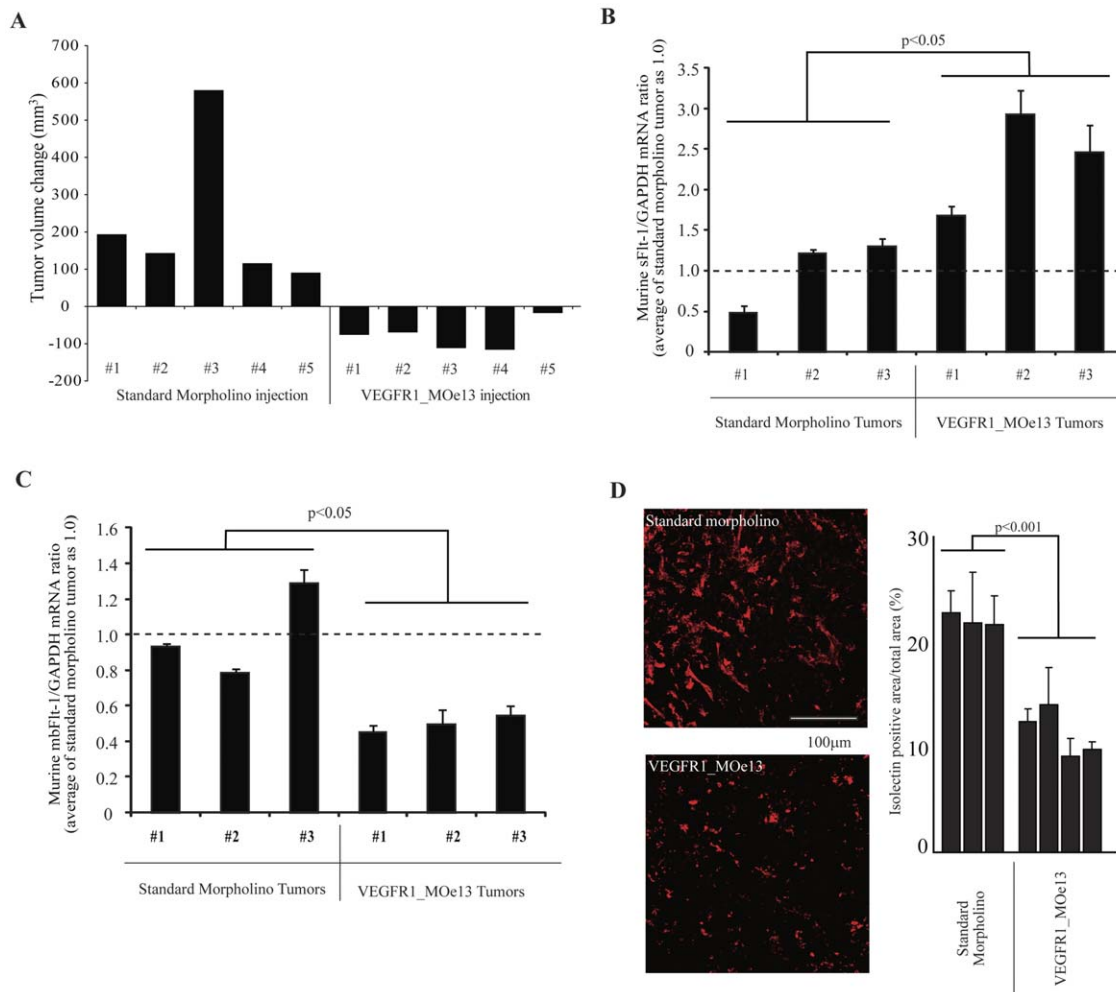 A
Tumor volume change (mm³)
700
600
500
400
300
200
100
0
-100
-200
#1 #2 #3 #4 #5 #1 #2 #3 #4 #5
Standard Morpholino injection VEGFR1_MOe13 injection
B
p<0.05
Murine sFlt-1/GAPDH mRNA ratio
(average of standard morpholino tumor as 1.0)
3.5
3.0
2.5
2.0
1.5
1.0
0.5
0
#1 #2 #3 #1 #2 #3
Standard Morpholino Tumors VEGFR1_MOe13 Tumors
C
p<0.05
Murine mbFlt-1/GAPDH mRNA ratio
(average of standard morpholino tumor as 1.0)
1.6
1.4
1.2
1.0
0.8
0.6
0.4
0.2
0
#1 #2 #3 #1 #2 #3
Standard Morpholino Tumors VEGFR1_MOe13 Tumors
D
Standard morpholino
100μm
VEGFR1_MOe13
p<0.001
Isolectin positive area/total area (%)
30
20
10
0
Standard
Morpholino
VEGFR1_MOe13